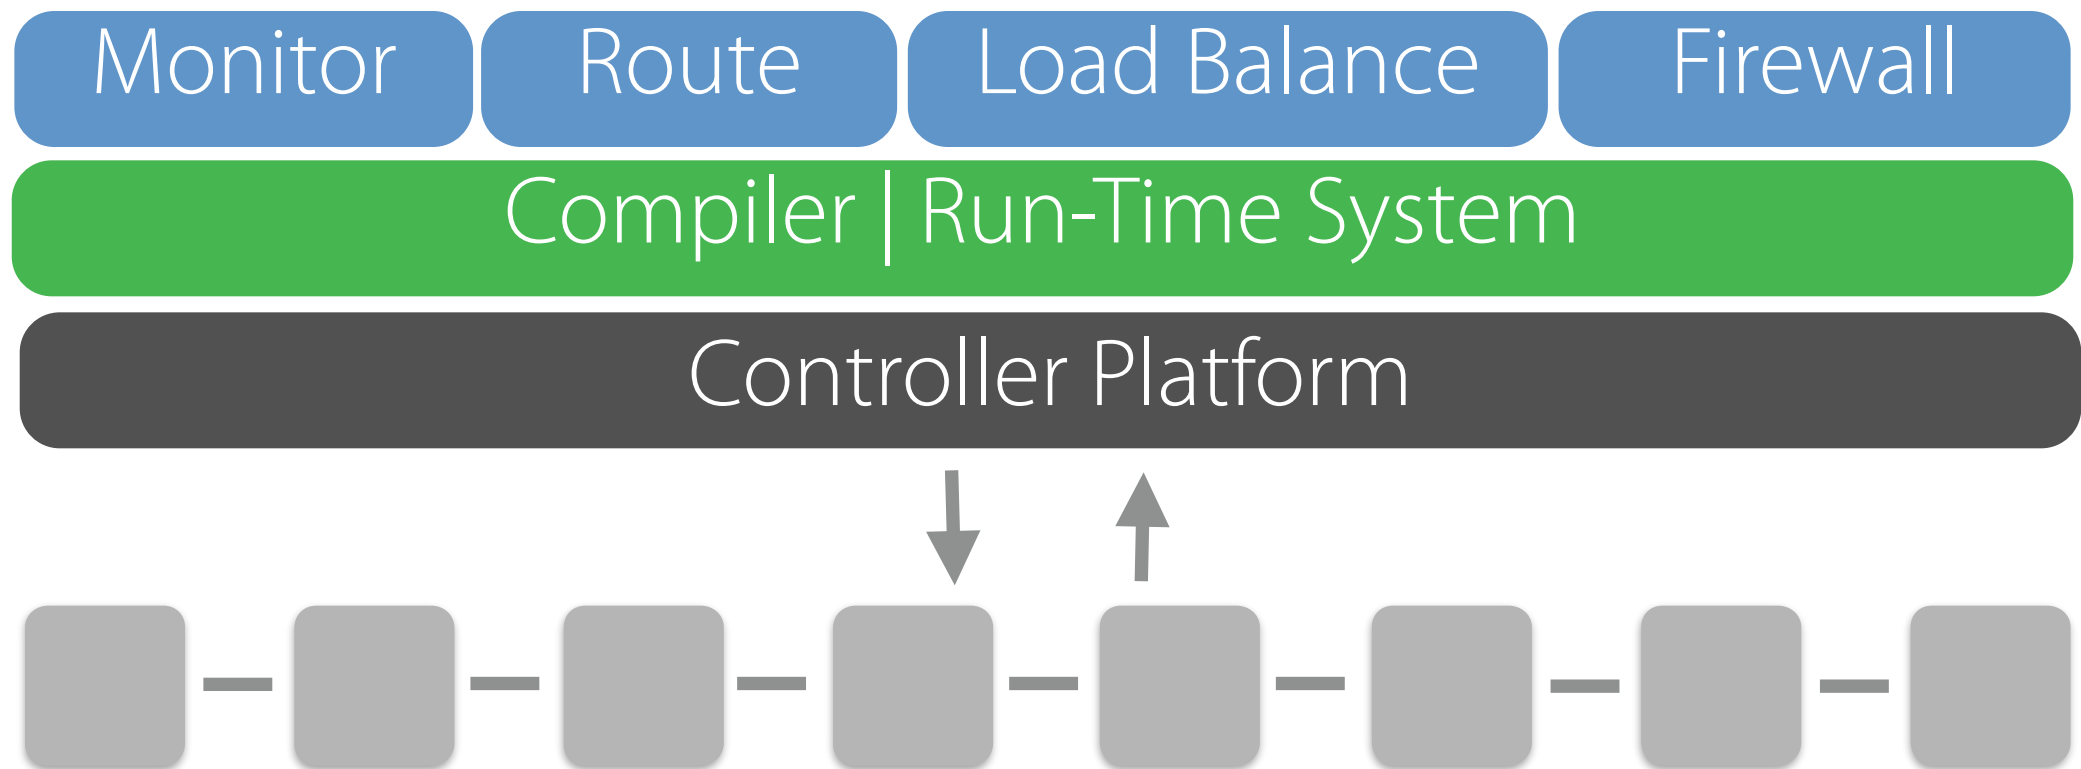 Monitor
Route
Load Balance
Firewall
Compiler | Run-Time System
Controller Platform